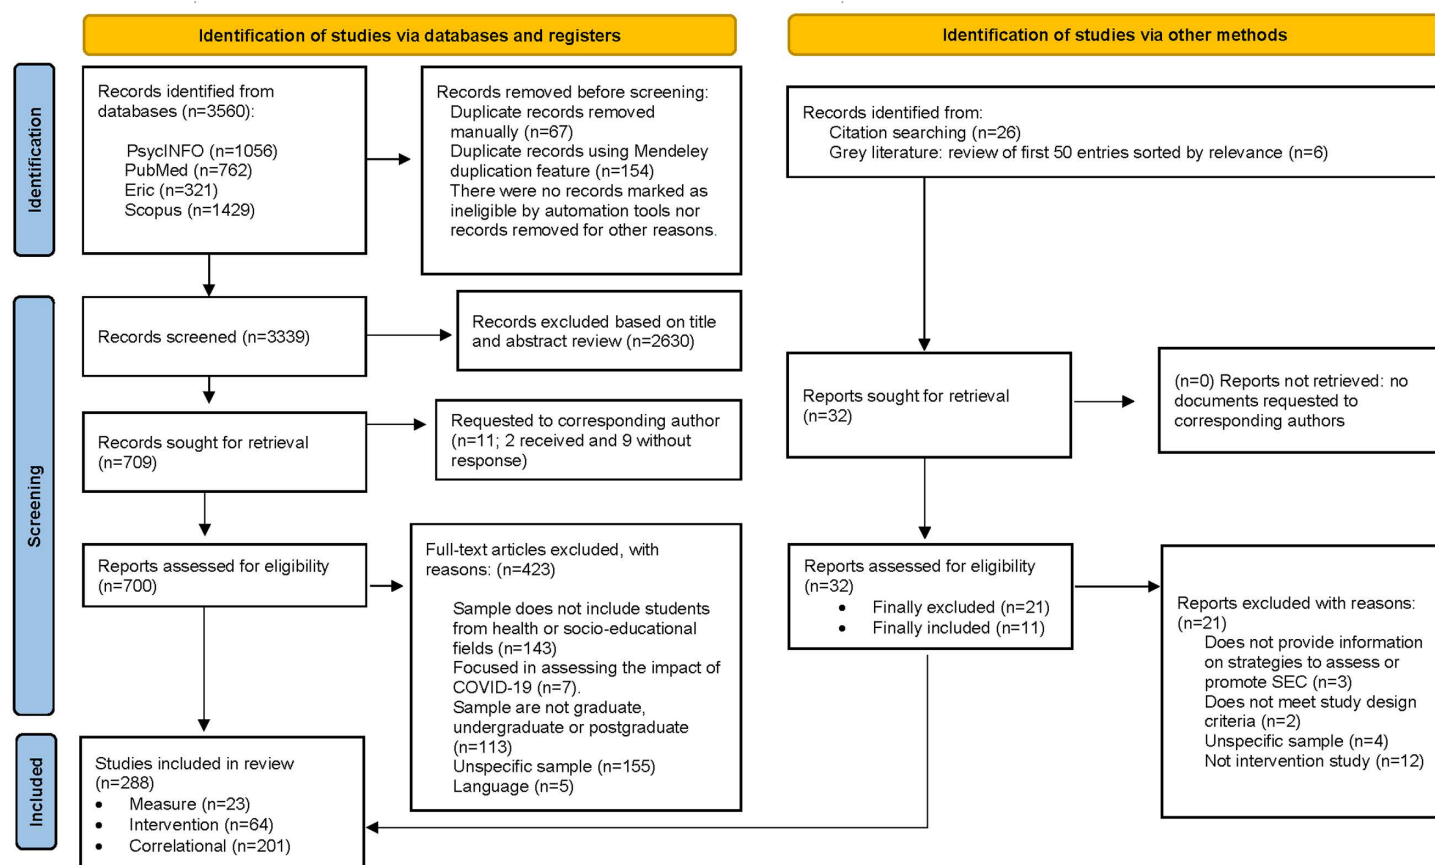 Identification of studies via databases and registers
Identification of studies via other methods
Identification
Records identified from
databases (n=3560):
PsycINFO (n=1056)
PubMed (n=762)
Eric (n=321)
Scopus (n=1429)
Records removed before screening:
Duplicate records removed
manually (n=67)
Duplicate records using Mendeley
duplication feature (n=154)
There were no records marked as
ineligible by automation tools nor
records removed for other reasons.
Records identified from:
Citation searching (n=26)
Grey literature: review of first 50 entries sorted by relevance (n=6)
Screening
Records screened (n=3339)
Records excluded based on title
and abstract review (n=2630)
Records sought for retrieval
(n=709)
Requested to corresponding author
(n=11; 2 received and 9 without
response)
Reports sought for retrieval
(n=32)
(n=0) Reports not retrieved: no
documents requested to
corresponding authors
Reports assessed for eligibility
(n=700)
Full-text articles excluded, with
reasons: (n=423)
Sample does not include students
from health or socio-educational
fields (n=143)
Focused in assessing the impact of
COVID-19 (n=7).
Sample are not graduate,
undergraduate or postgraduate
(n=113)
Unspecific sample (n=155)
Language (n=5)
Reports assessed for eligibility
(n=32)
• Finally excluded (n=21)
• Finally included (n=11)
Reports excluded with reasons:
(n=21)
Does not provide information
on strategies to assess or
promote SEC (n=3)
Does not meet study design
criteria (n=2)
Unspecific sample (n=4)
Not intervention study (n=12)
Included
Studies included in review
(n=288)
• Measure (n=23)
• Intervention (n=64)
• Correlational (n=201)